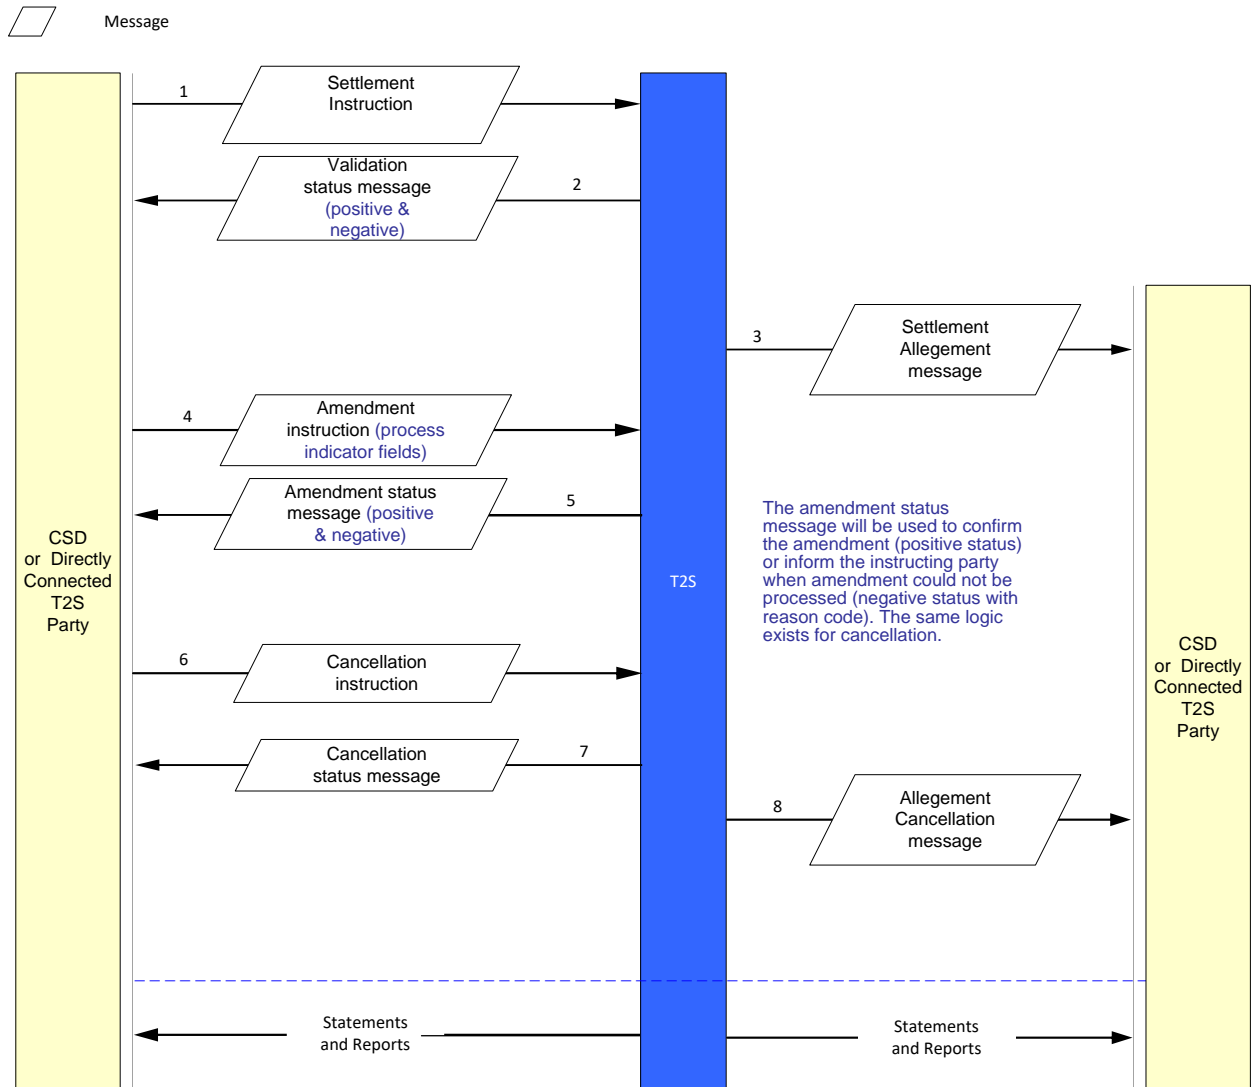 Message
1
Settlement
Instruction
Validation
status message
(positive &
negative)
2
3
Settlement
Allegement
message
4
Amendment
instruction (process
indicator fields)
Amendment status
message (positive
& negative)
5
The amendment status
message will be used to confirm
the amendment (positive status)
or inform the instructing party
when amendment could not be
processed (negative status with
reason code). The same logic
exists for cancellation.
CSD
or Directly
Connected
T2S
Party
T2S
6
Cancellation
instruction
CSD
or Directly
Connected
T2S
Party
Cancellation
status message
7
8
Allegement
Cancellation
message
Statements
and Reports
Statements
and Reports